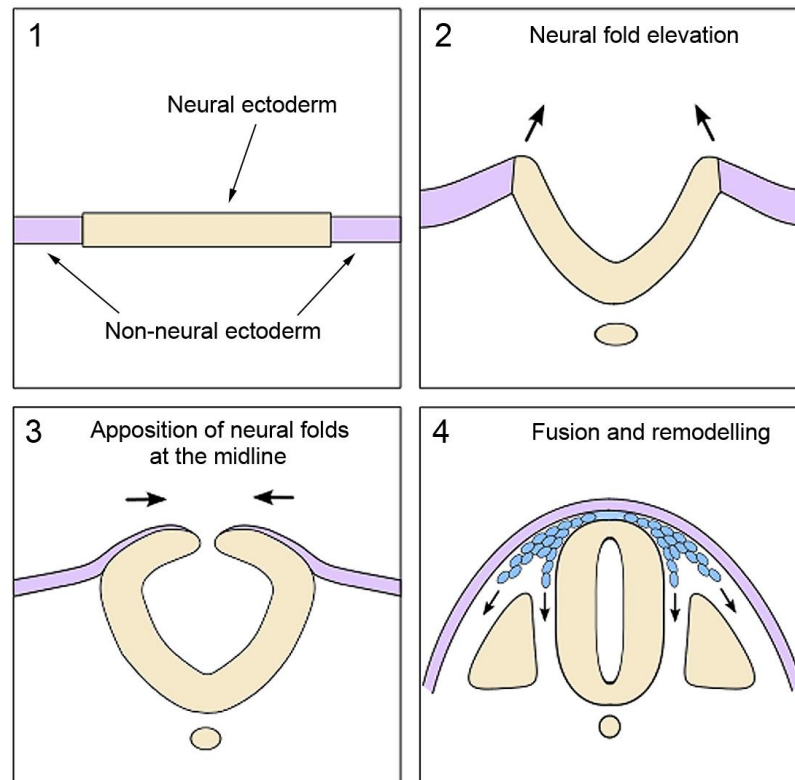 1
Neural ectoderm
Non-neural ectoderm
2
Neural fold elevation
3
Apposition of neural folds
at the midline
4
Fusion and remodelling